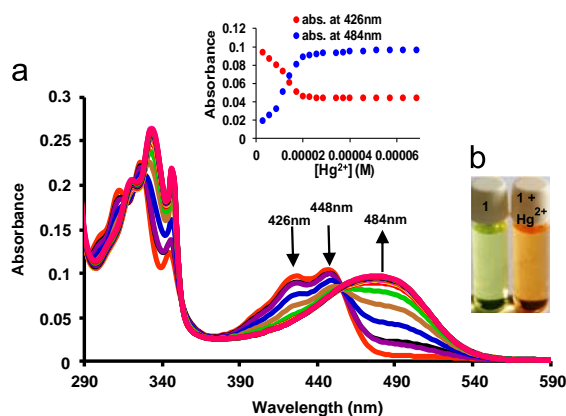 abs. at 426nm
abs. at 484nm
a
Absorbance
0.1
0.08
0.06
0.04
0.02
0
0 0.00002 0.00004 0.00006
[Hg²⁺] (M)
Absorbance
0.3
0.25
0.2
0.15
0.1
0.05
0
426nm 448nm 484nm
290 340 390 440 490 540 590
Wavelength (nm)
b
1
1 +
Hg²⁺